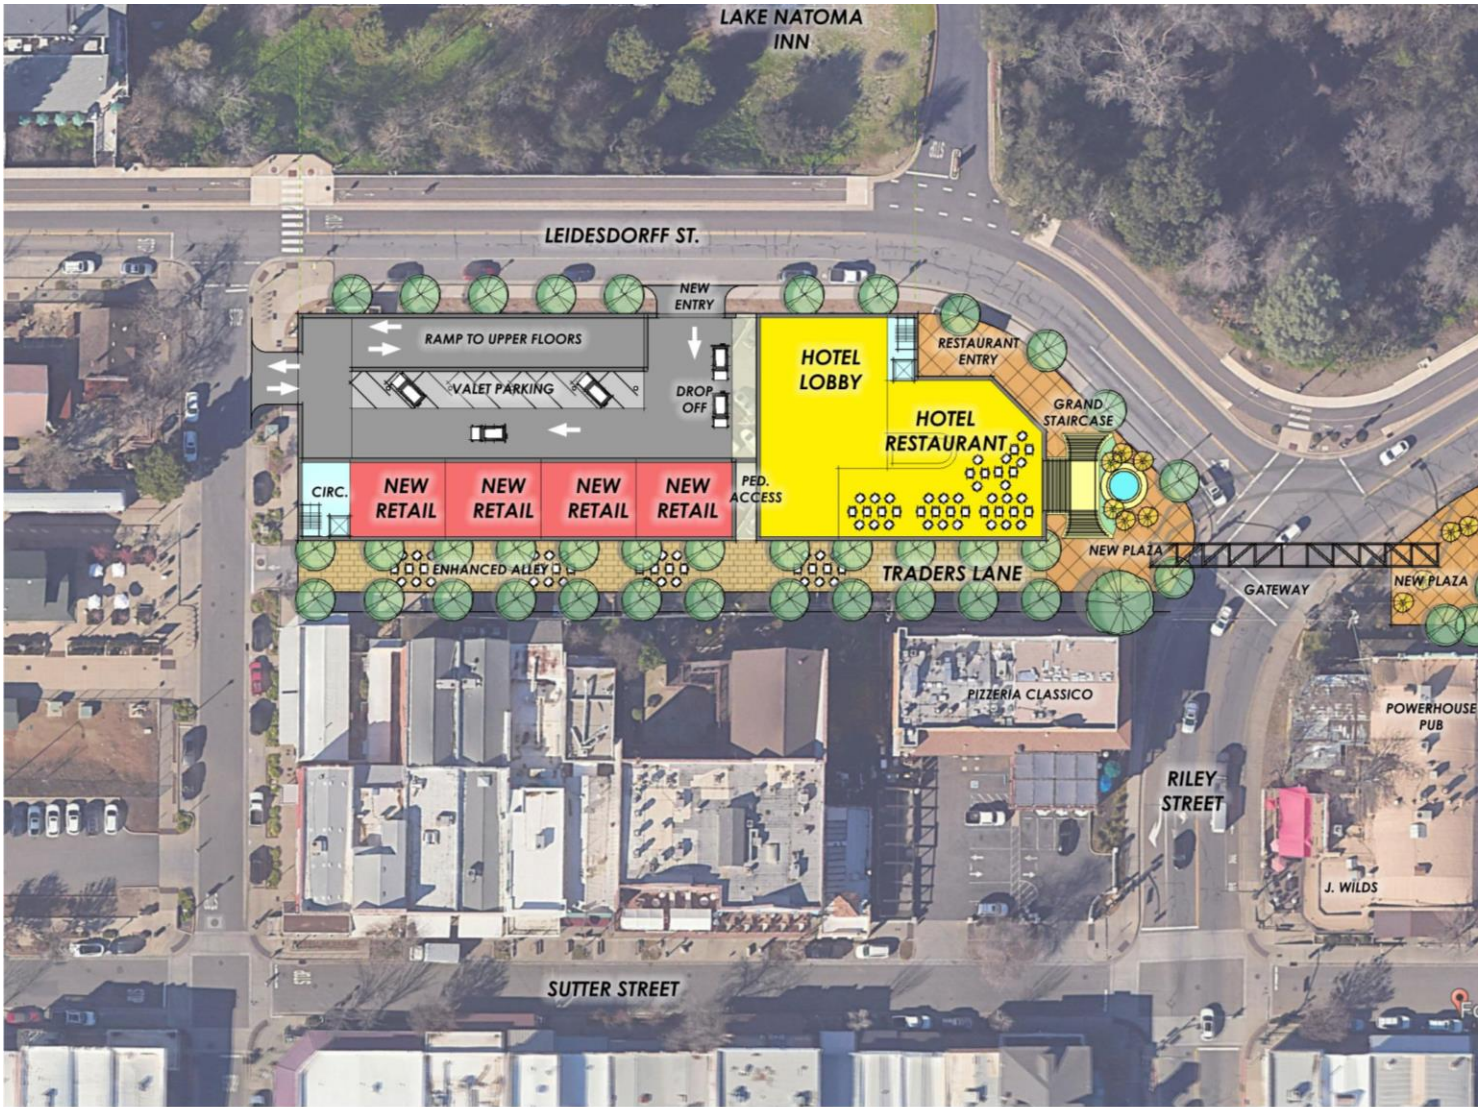 LAKE NATOMA
INN
LEIDESDORFF ST.
NEW
ENTRY
RAMP TO UPPER FLOORS
VALET PARKING
DROP
OFF
HOTEL
LOBBY
RESTAURANT
ENTRY
GRAND
STAIRCASE
HOTEL
RESTAURANT
CIRC.
NEW
RETAIL
NEW
RETAIL
NEW
RETAIL
NEW
RETAIL
PED.
ACCESS
ENHANCED ALLEY
TRADERS LANE
NEW PLAZA
GATEWAY
NEW PLAZA
PIZZERIA CLASSICO
POWERHOUSE
PUB
RILEY
STREET
J. WILDS
SUTTER STREET
STOP
STOP